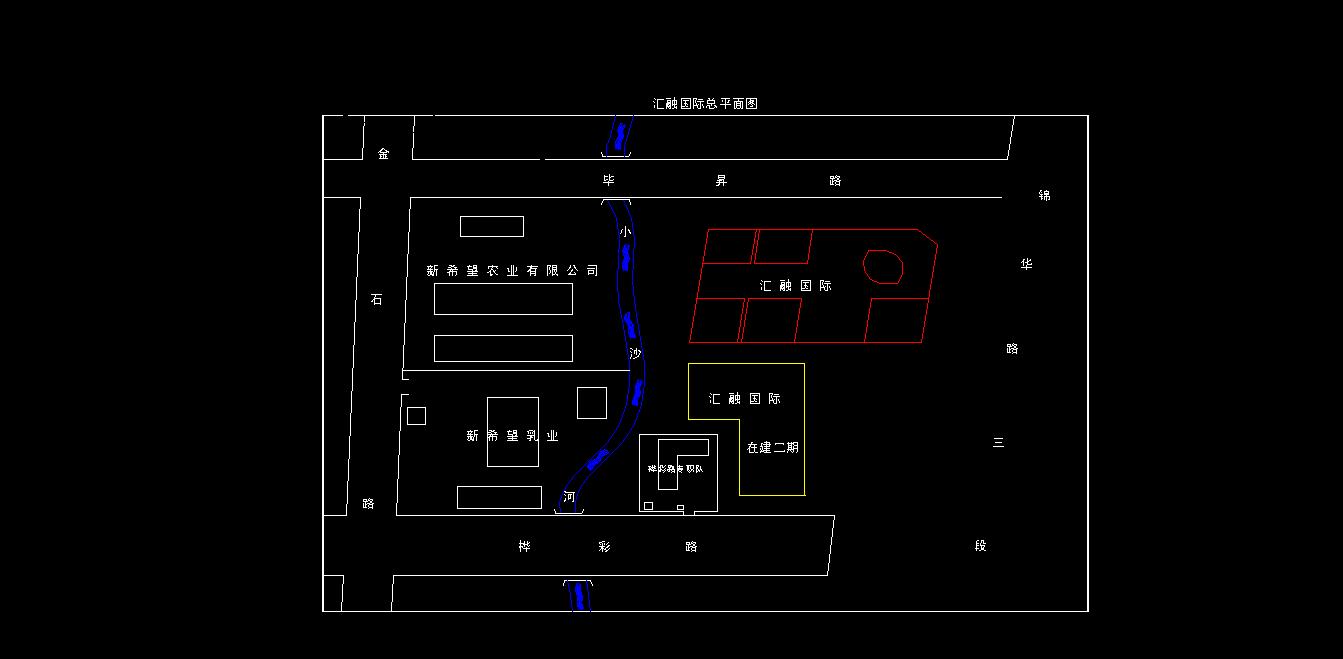 汇融国际总平面图
金石路
毕昇路
锦华路三段
小沙河
新希望农业有限公司
汇融国际
汇融国际
在建二期
新希望乳业
桦彩路专职队
桦彩路